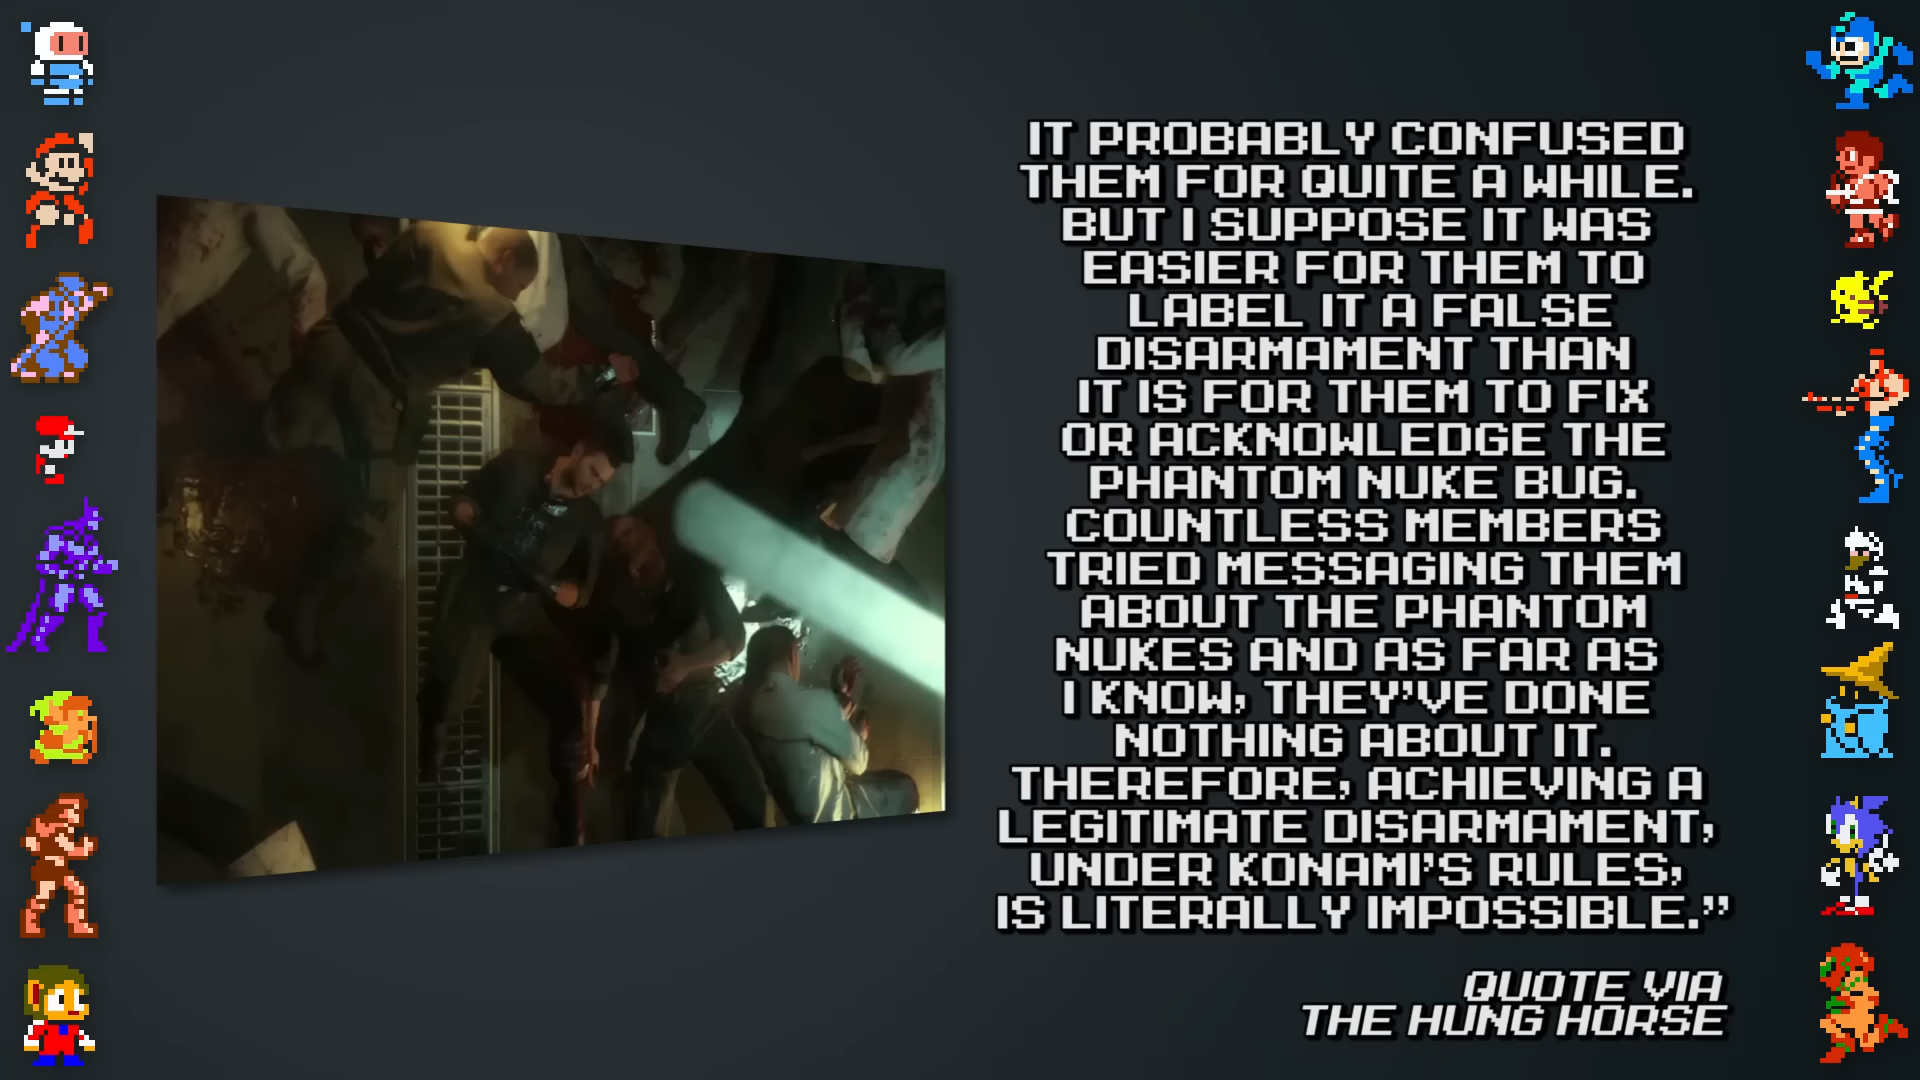 IT PROBABLY CONFUSED
THEM FOR QUITE A WHILE.
BUT I SUPPOSE IT WAS
EASIER FOR THEM TO
LABEL IT A FALSE
DISARMAMENT THAN
IT IS FOR THEM TO FIX
OR ACKNOWLEDGE THE
PHANTOM NUKE BUG.
COUNTLESS MEMBERS
TRIED MESSAGING THEM
ABOUT THE PHANTOM
NUKES AND AS FAR AS
I KNOW, THEY'VE DONE
NOTHING ABOUT IT.
THEREFORE, ACHIEVING A
LEGITIMATE DISARMAMENT,
UNDER KONAMI'S RULES,
IS LITERALLY IMPOSSIBLE.”
QUOTE VIA
THE HUNG HORSE